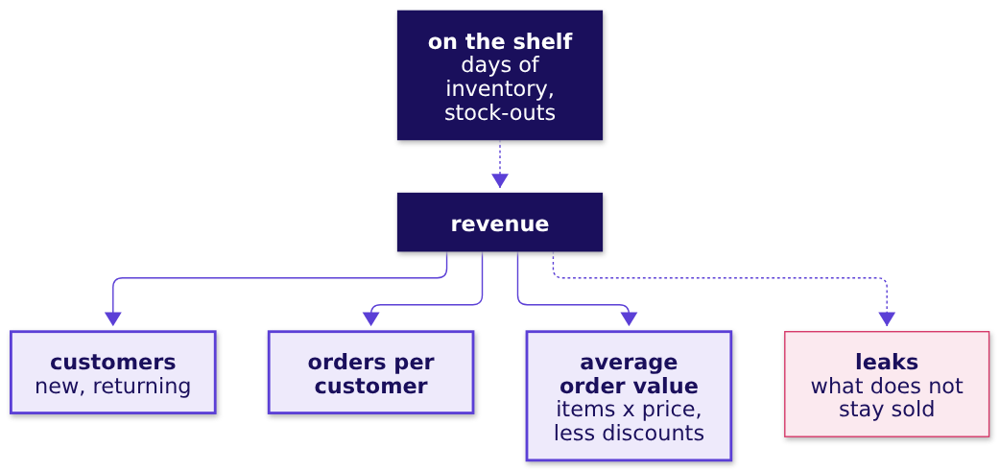 on the shelf
days of
inventory,
stock-outs
revenue
customers
new, returning
orders per
customer
average
order value
items x price,
less discounts
leaks
what does not
stay sold